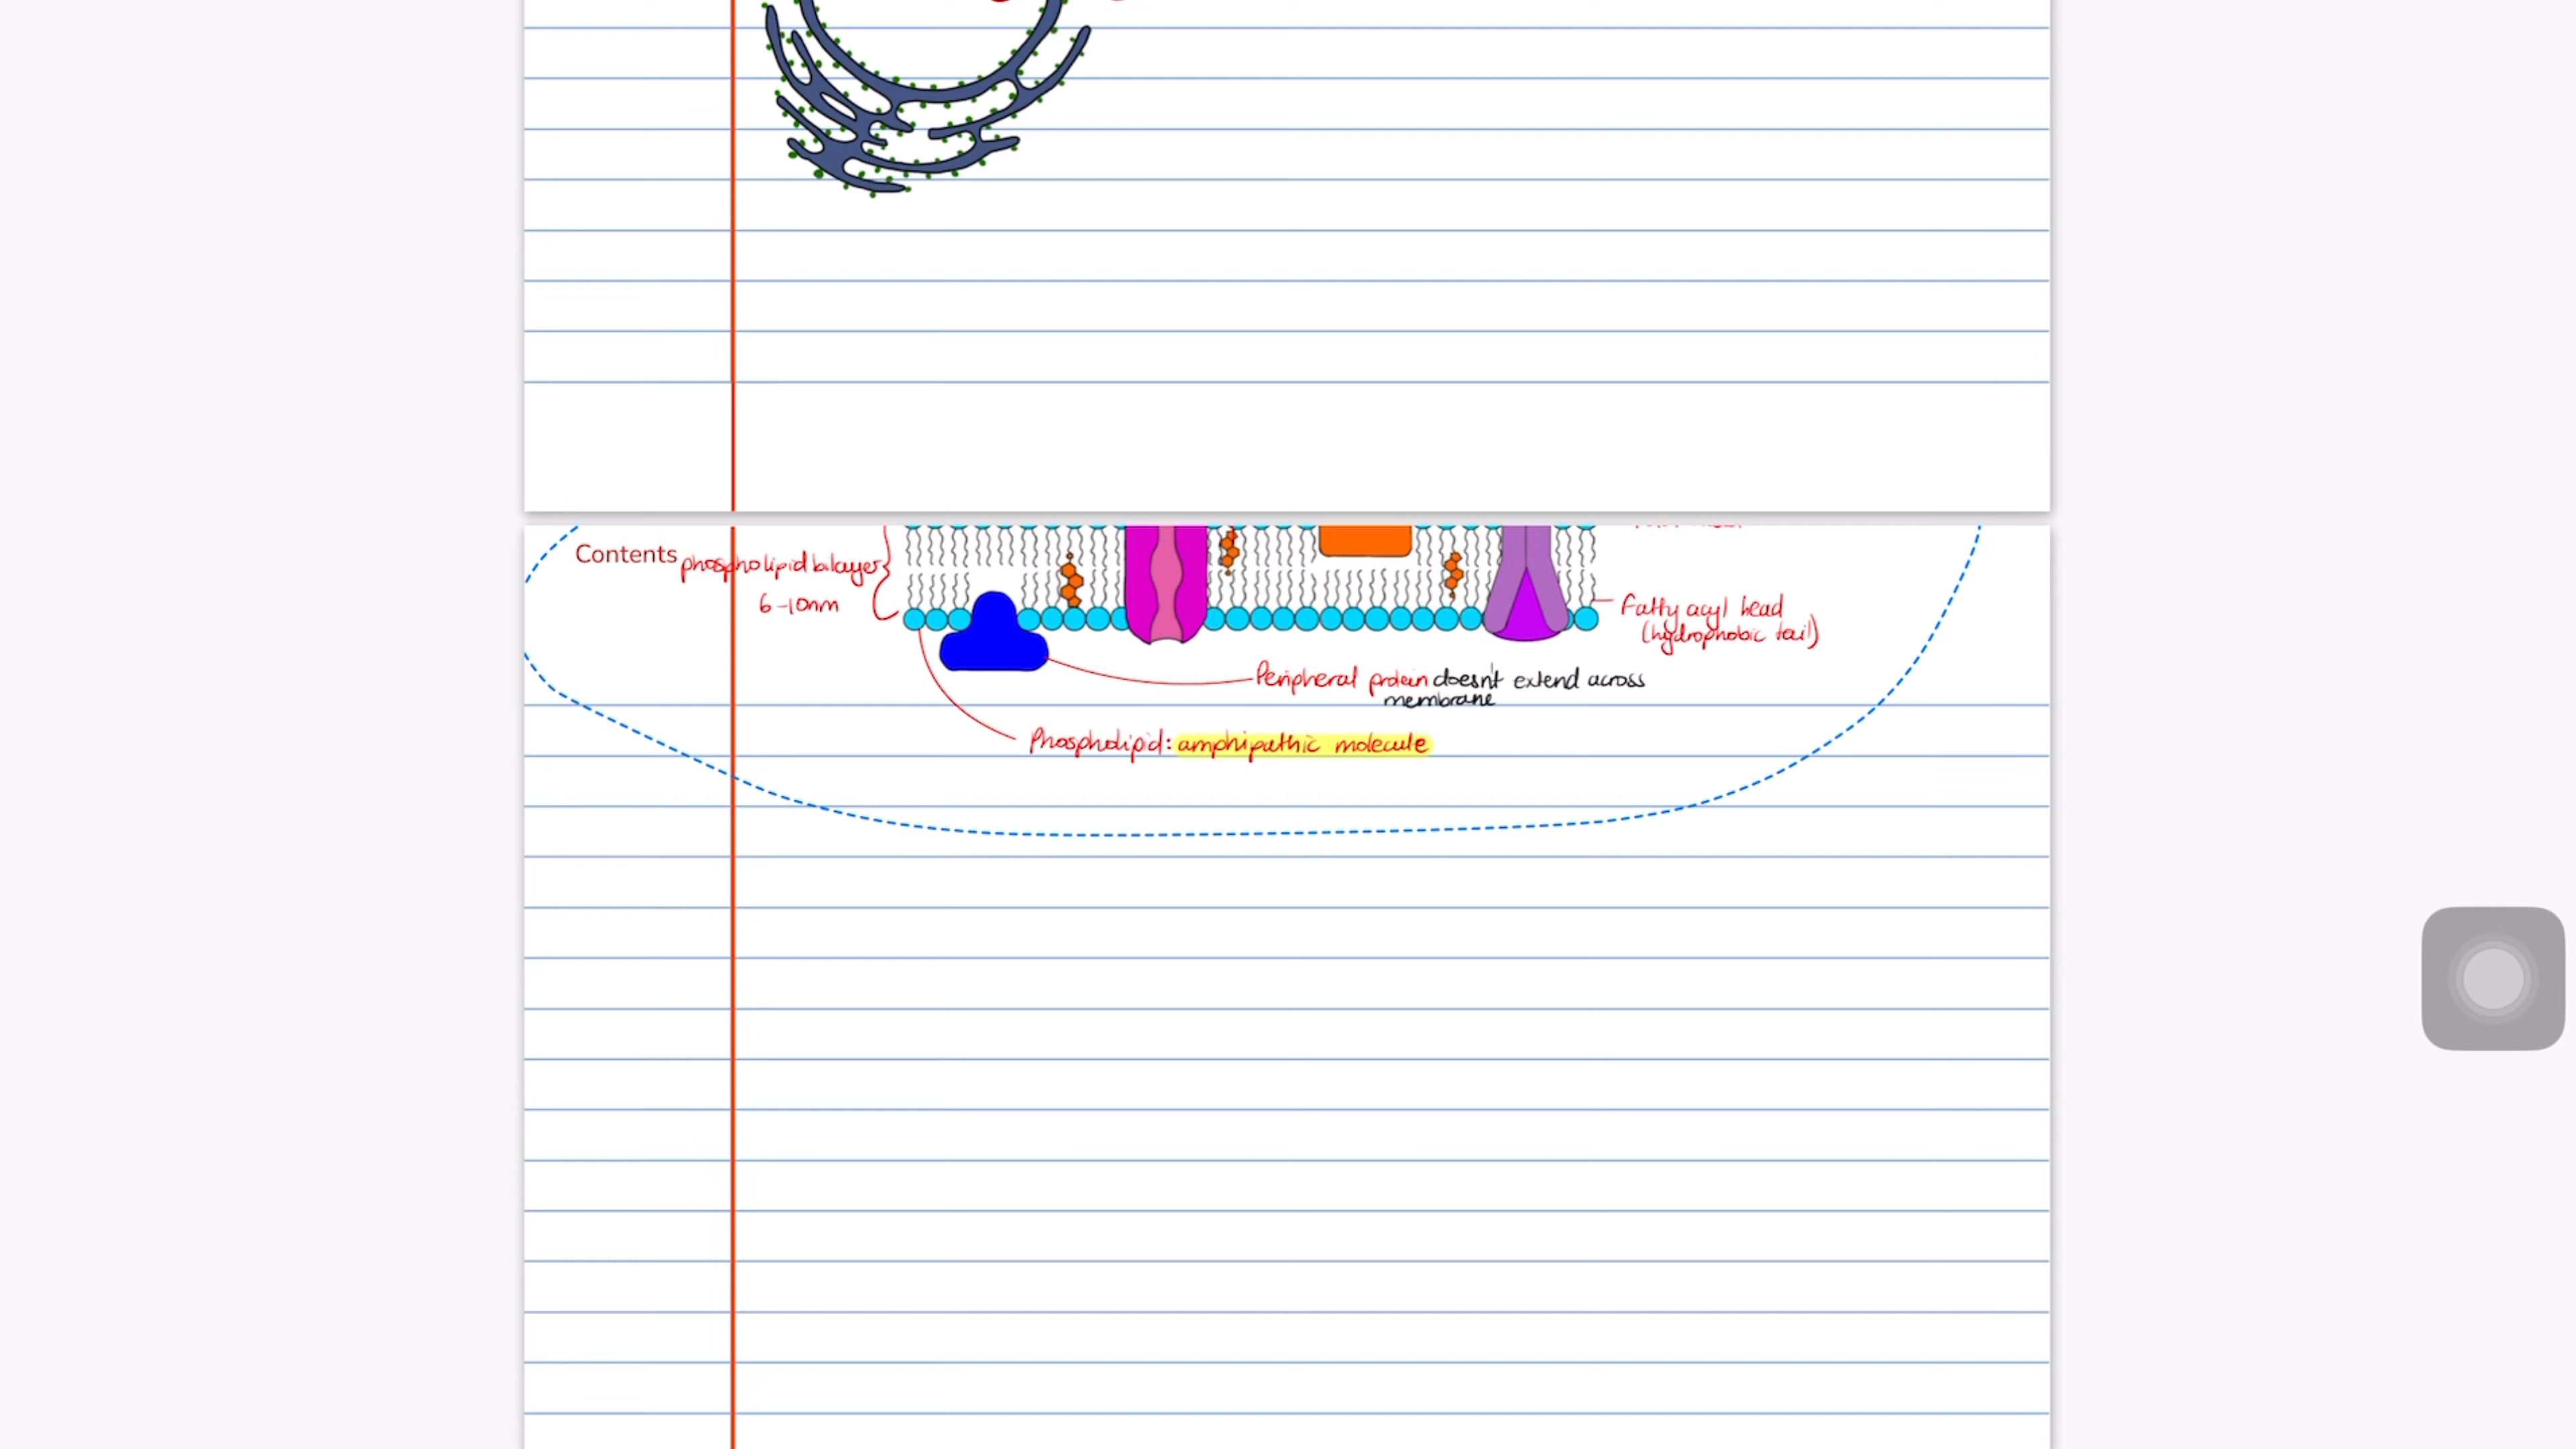 Contents
phospholipid bilayer
6-10nm
Fatty acyl head
(hydrophobic tail)
Peripheral protein doesn't extend across
membrane
Phospholipid: amphipathic molecule